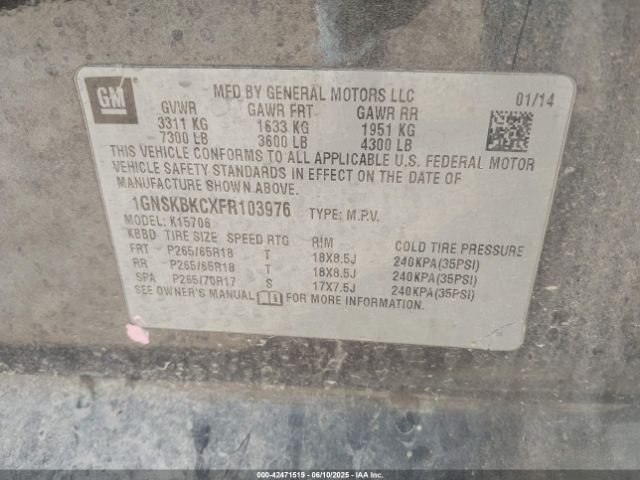 GM
MFD BY GENERAL MOTORS LLC 01/14
GVWR GAWR FRT GAWR RR
3311 KG 1633 KG 1951 KG
7300 LB 3600 LB 4300 LB
THIS VEHICLE CONFORMS TO ALL APPLICABLE U.S. FEDERAL MOTOR
VEHICLE SAFETY STANDARDS IN EFFECT ON THE DATE OF
MANUFACTURE SHOWN ABOVE.
1GNSKBKCXFR103976 TYPE: M.P.V.
MODEL: K15706
KBBD TIRE SIZE SPEED RTG RIM COLD TIRE PRESSURE
FRT P265/65R18 T 18X8.5J 240KPA(35PSI)
RR P265/65R18 T 18X8.5J 240KPA(35PSI)
SPA P265/70R17 S 17X7.5J 240KPA(35PSI)
SEE OWNER'S MANUAL FOR MORE INFORMATION.
000-42471519 06/10/2025 IAAI, Inc.